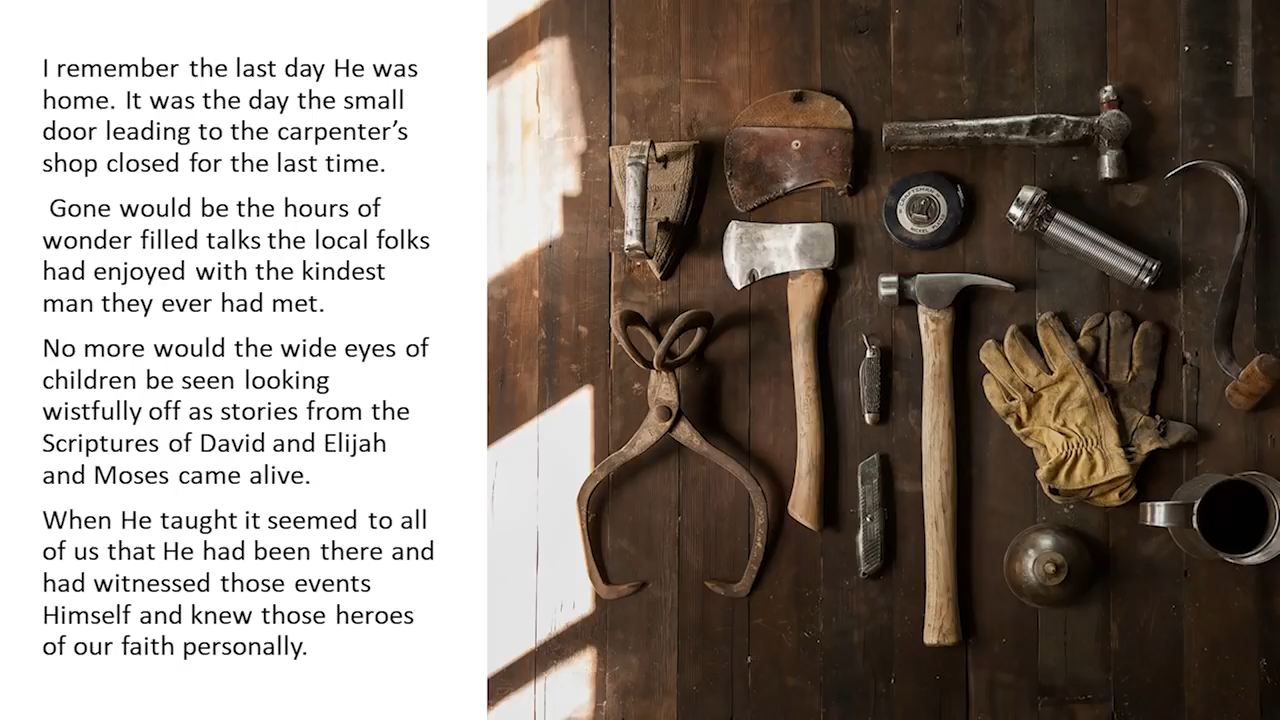 I remember the last day He was
home. It was the day the small
door leading to the carpenter's
shop closed for the last time.
Gone would be the hours of
wonder filled talks the local folks
had enjoyed with the kindest
man they ever had met.
No more would the wide eyes of
children be seen looking
wistfully off as stories from the
Scriptures of David and Elijah
and Moses came alive.
When He taught it seemed to all
of us that He had been there and
had witnessed those events
Himself and knew those heroes
of our faith personally.
CRAFTSMAN